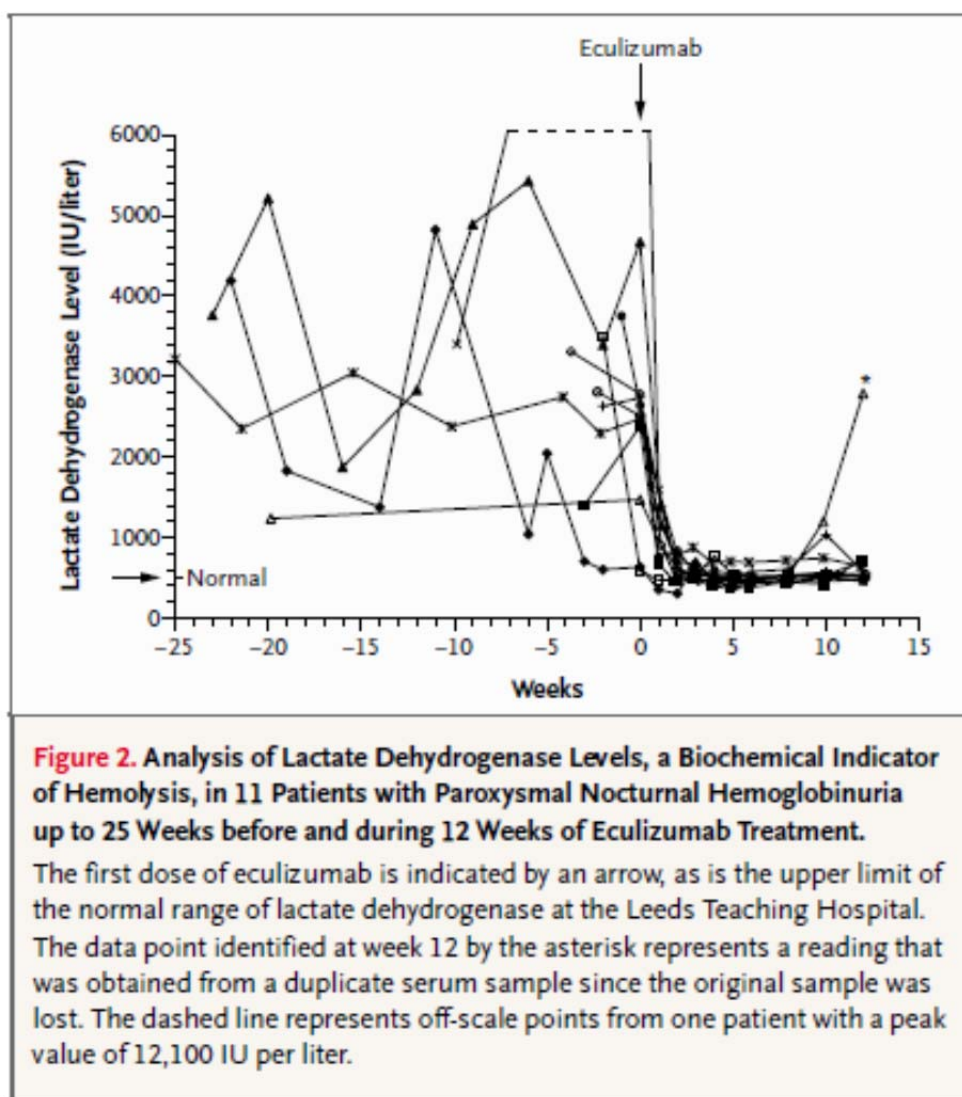 Eculizumab
6000
5000
4000
3000
2000
1000
0
Normal
Lactate Dehydrogenase Level (IU/liter)
–25
–20
–15
–10
–5
0
5
10
15
*
Weeks
Figure 2. Analysis of Lactate Dehydrogenase Levels, a Biochemical Indicator
of Hemolysis, in 11 Patients with Paroxysmal Nocturnal Hemoglobinuria
up to 25 Weeks before and during 12 Weeks of Eculizumab Treatment.
The first dose of eculizumab is indicated by an arrow, as is the upper limit of
the normal range of lactate dehydrogenase at the Leeds Teaching Hospital.
The data point identified at week 12 by the asterisk represents a reading that
was obtained from a duplicate serum sample since the original sample was
lost. The dashed line represents off-scale points from one patient with a peak
value of 12,100 IU per liter.